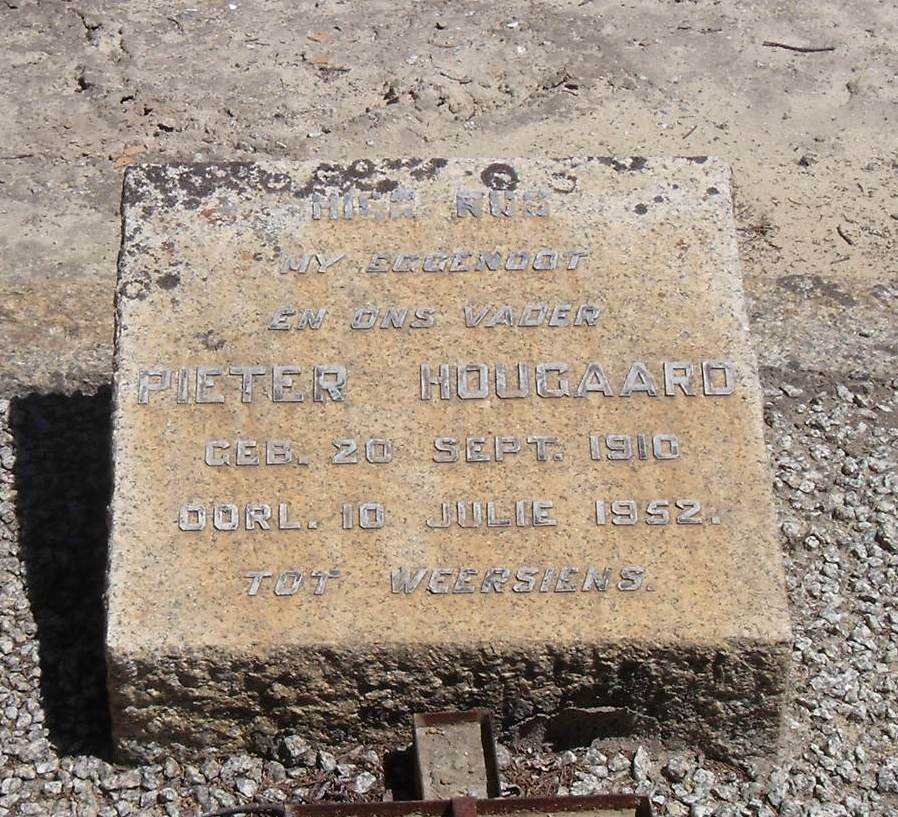 HIER RUS
MY EGGENOOT
EN ONS VADER
PIETER HOUGAARD
GEB. 20 SEPT. 1910
OORL. 10 JULIE 1952.
TOT WEERSIENS.